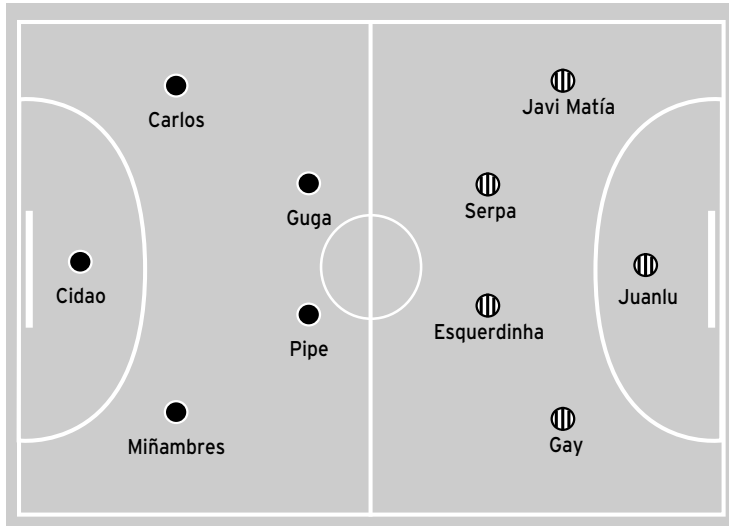 Carlos
Javi Matía
Guga
Serpa
Cidao
Juanlu
Pipe
Esquerdinha
Miñambres
Gay